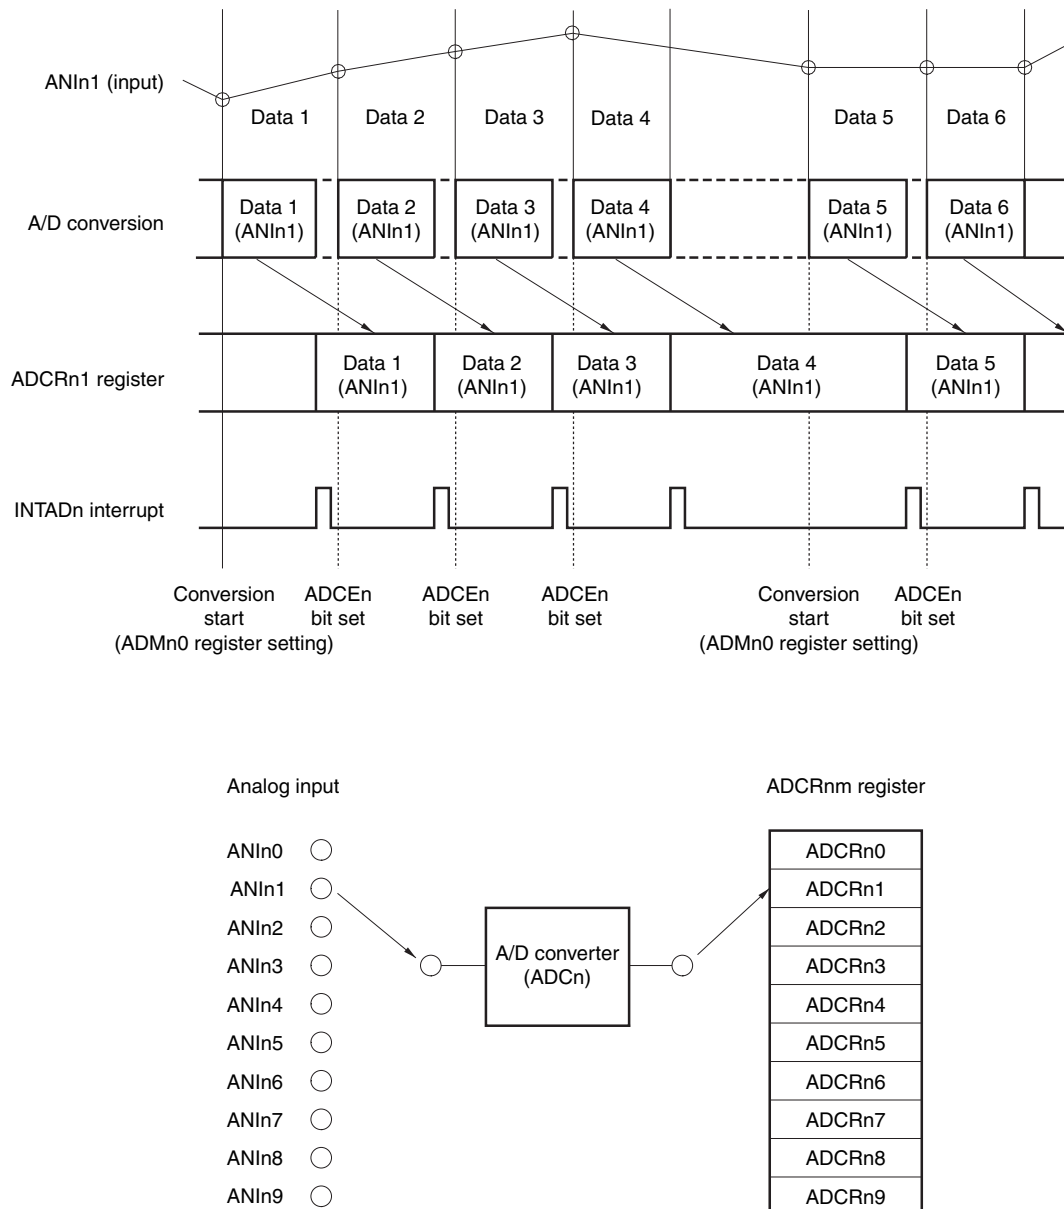 ANIn1 (input)
Data 1 Data 2 Data 3 Data 4 Data 5 Data 6
A/D conversion
Data 1 Data 2 Data 3 Data 4 Data 5 Data 6
(ANIn1) (ANIn1) (ANIn1) (ANIn1) (ANIn1) (ANIn1)
ADCRn1 register
Data 1 Data 2 Data 3 Data 4 Data 5
(ANIn1) (ANIn1) (ANIn1) (ANIn1) (ANIn1)
INTADn interrupt
Conversion ADCEn ADCEn ADCEn Conversion ADCEn
start bit set bit set bit set start bit set
(ADMn0 register setting) (ADMn0 register setting)
Analog input ADCRnm register
ANIn0 ADCRn0
ANIn1 ADCRn1
ANIn2 ADCRn2
A/D converter
ANIn3 ADCRn3
(ADCn)
ANIn4 ADCRn4
ANIn5 ADCRn5
ANIn6 ADCRn6
ANIn7 ADCRn7
ANIn8 ADCRn8
ANIn9 ADCRn9